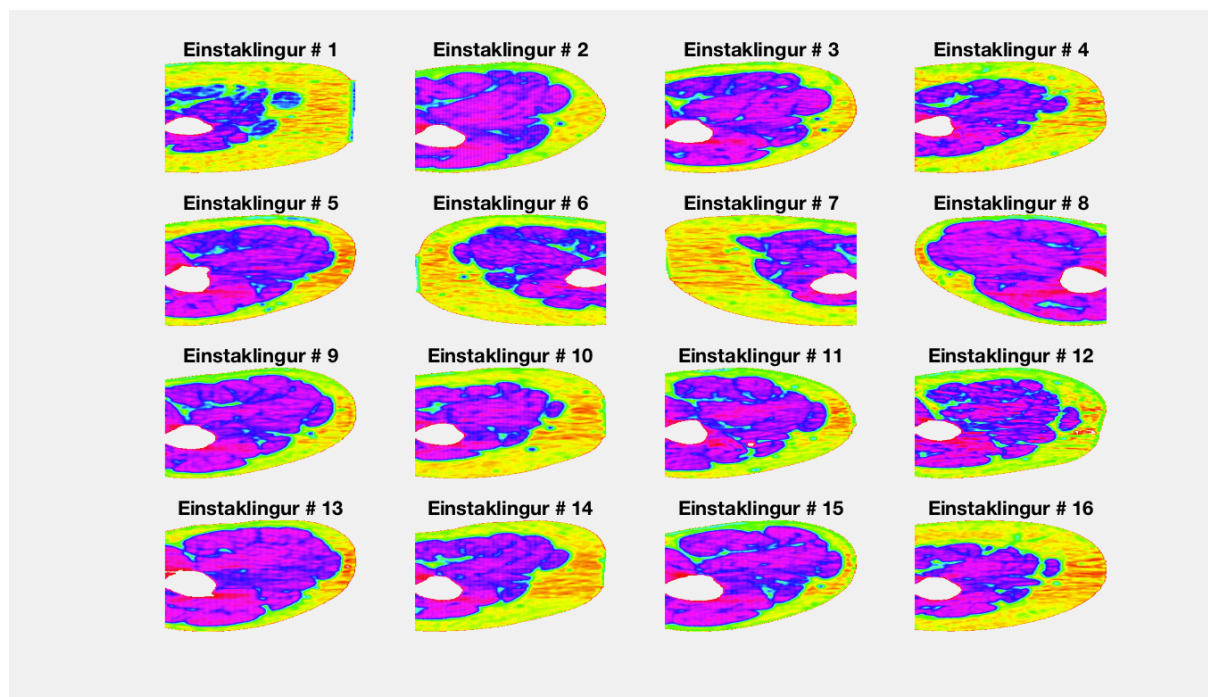 Einstaklingur # 1
Einstaklingur # 2
Einstaklingur # 3
Einstaklingur # 4
Einstaklingur # 5
Einstaklingur # 6
Einstaklingur # 7
Einstaklingur # 8
Einstaklingur # 9
Einstaklingur # 10
Einstaklingur # 11
Einstaklingur # 12
Einstaklingur # 13
Einstaklingur # 14
Einstaklingur # 15
Einstaklingur # 16